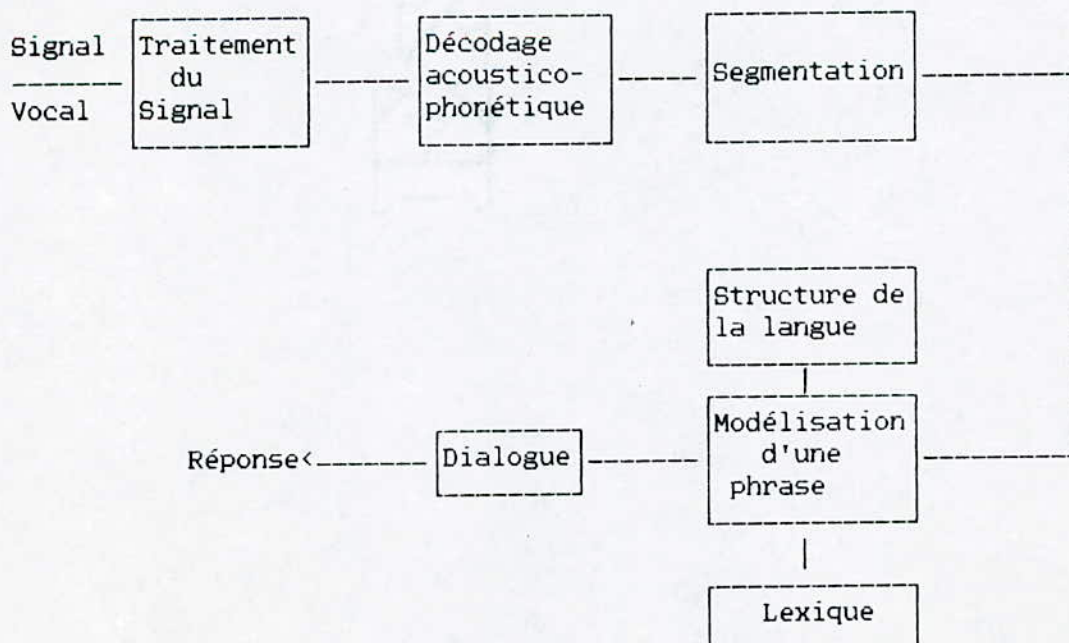 Signal
Vocal
Traitement
du
Signal
Décodage
acoustico-
phonétique
Segmentation
Structure de
la langue
Modélisation
d'une
phrase
Réponse<
Dialogue
Lexique